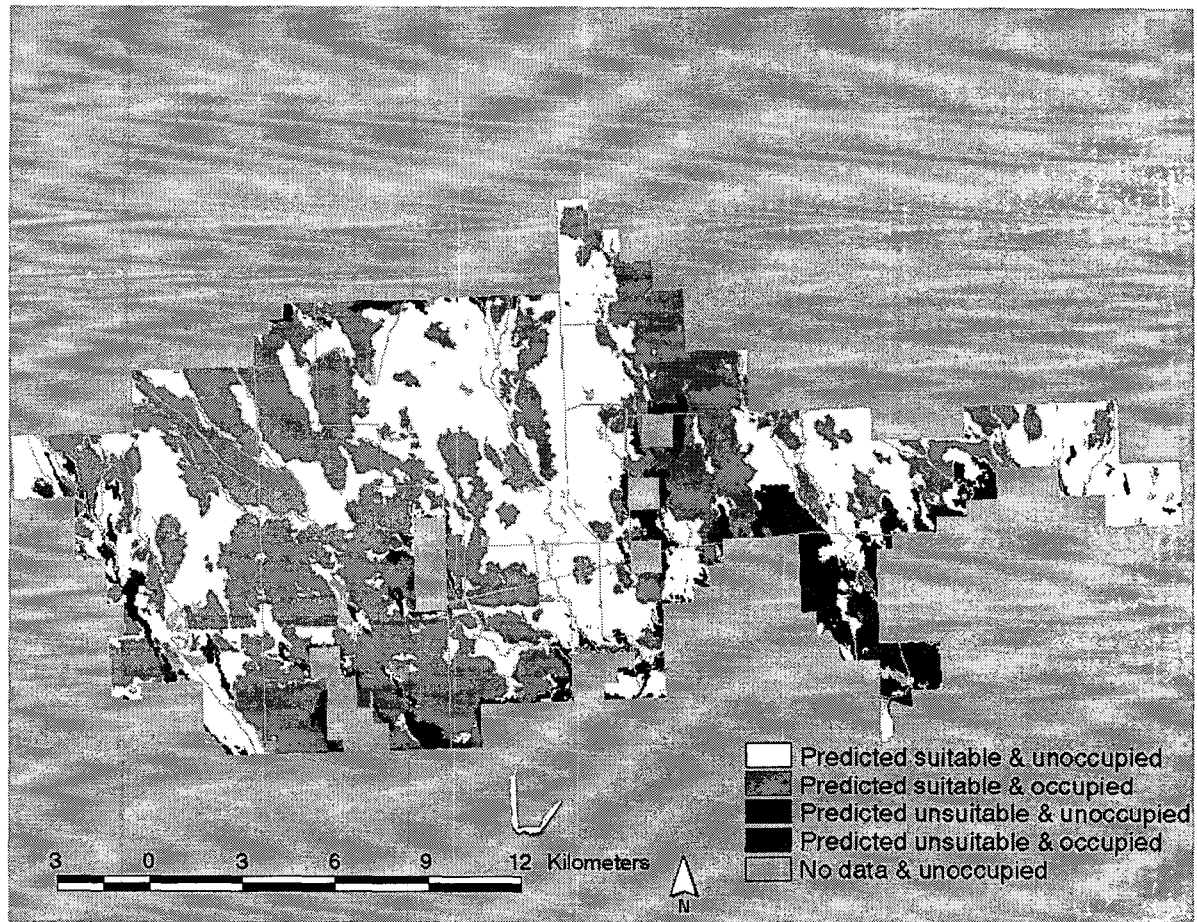 Predicted suitable & unoccupied
Predicted suitable & occupied
Predicted unsuitable & unoccupied
Predicted unsuitable & occupied
No data & unoccupied
3 0 3 6 9 12 Kilometers
N